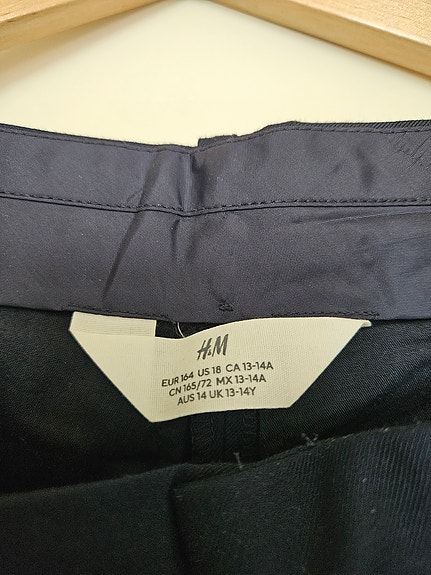 H&M
EUR 164 US 18 CA 13-14A
CN 165/72 MX 13-14A
AUS 14 UK 13-14Y